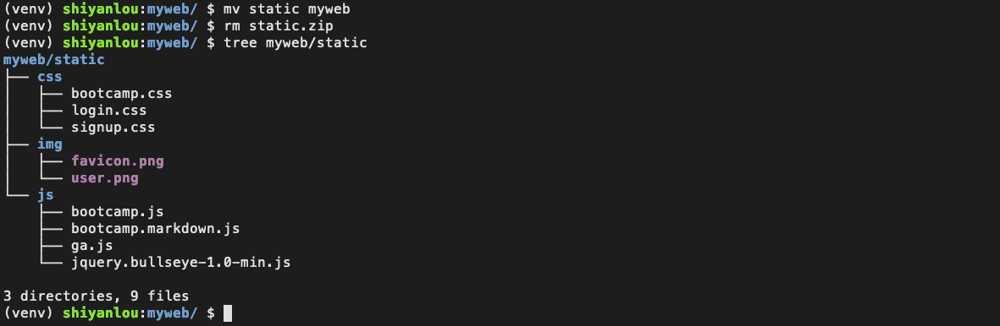 (venv) shiyanlou:myweb/ $ mv static myweb
(venv) shiyanlou:myweb/ $ rm static.zip
(venv) shiyanlou:myweb/ $ tree myweb/static
myweb/static
├── css
│   ├── bootcamp.css
│   ├── login.css
│   └── signup.css
├── img
│   ├── favicon.png
│   └── user.png
└── js
    ├── bootcamp.js
    ├── bootcamp.markdown.js
    ├── ga.js
    └── jquery.bullseye-1.0-min.js
3 directories, 9 files
(venv) shiyanlou:myweb/ $